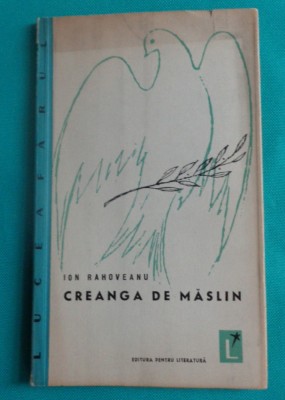 LUCEAFĂRUL
ION RAHOVEANU
CREANGA DE MĂSLIN
EDITURA PENTRU LITERATURĂ
L